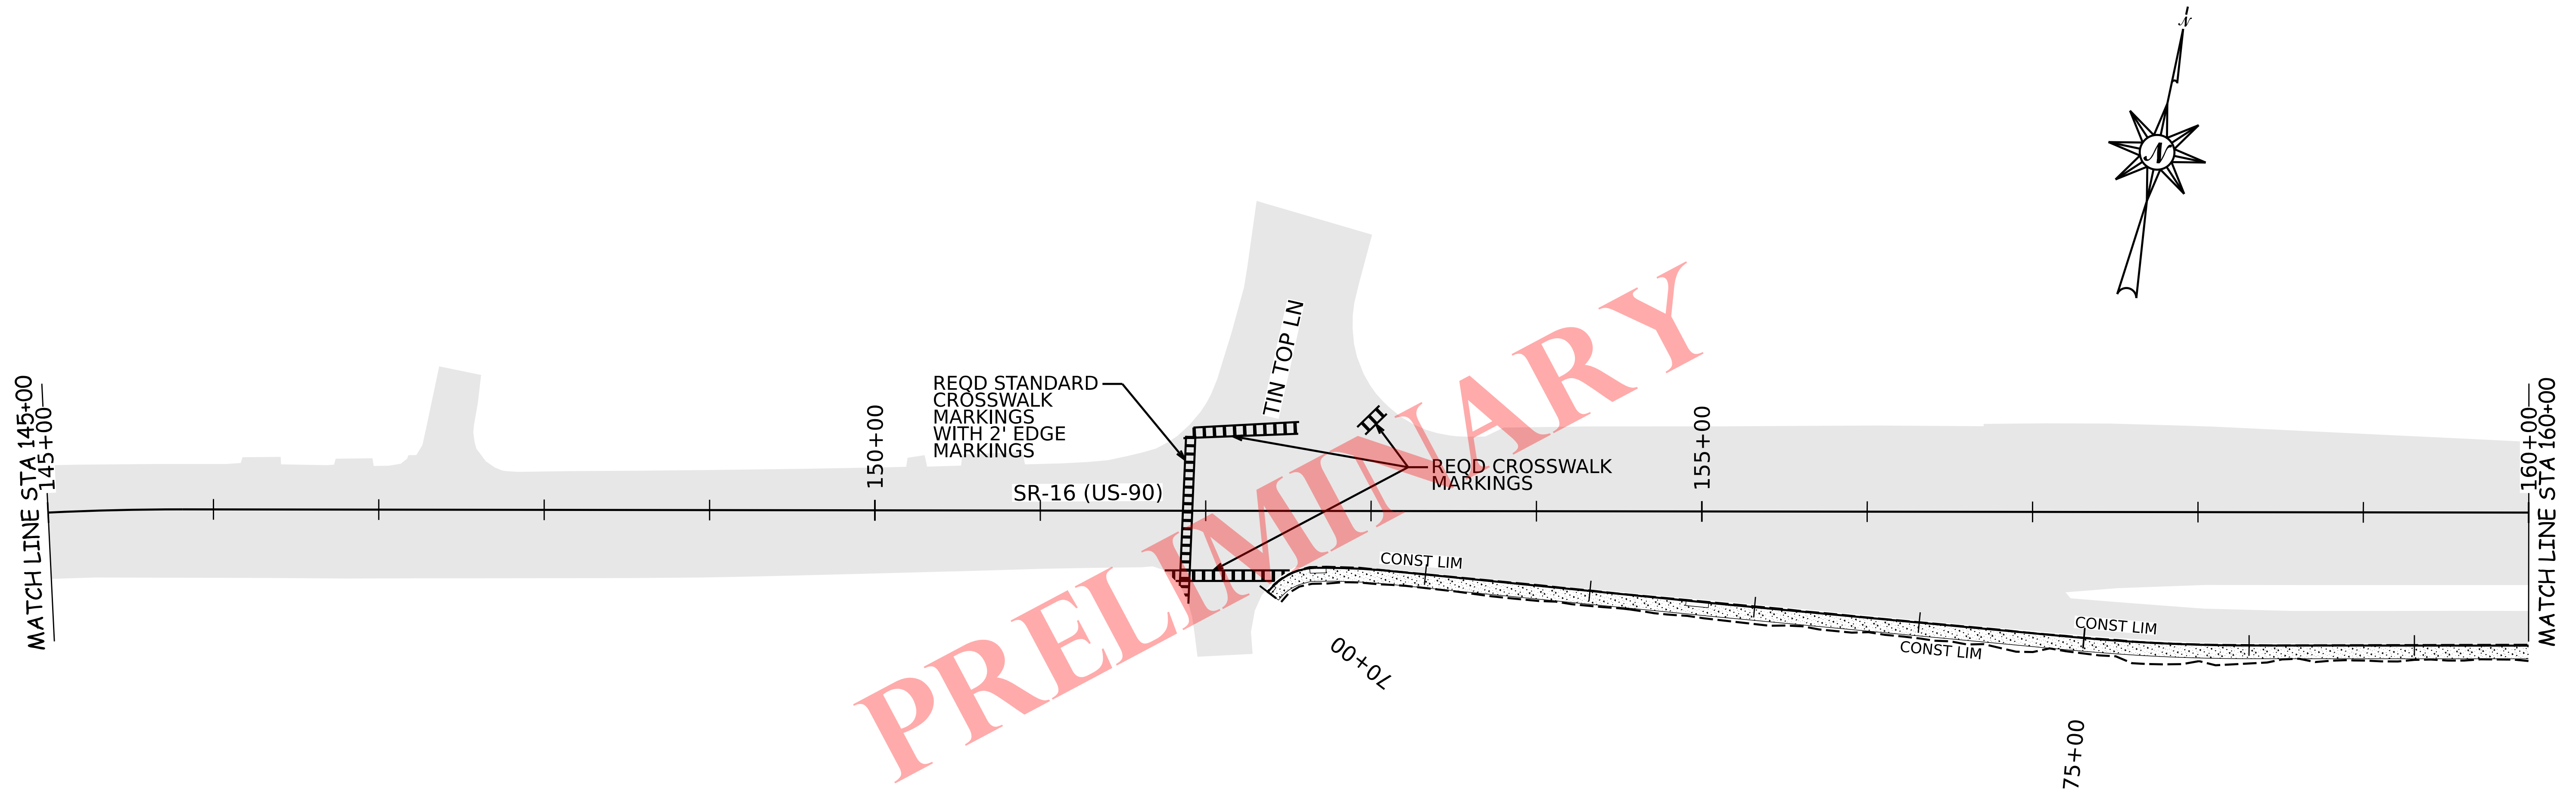 N
N
MATCH LINE STA 145+00
145+00
150+00
155+00
160+00
MATCH LINE STA 160+00
TIN TOP LN
REQD STANDARD
CROSSWALK
MARKINGS
WITH 2' EDGE
MARKINGS
REQD CROSSWALK
MARKINGS
SR-16 (US-90)
CONST LIM
CONST LIM
CONST LIM
70+00
75+00
PRELIMINARY